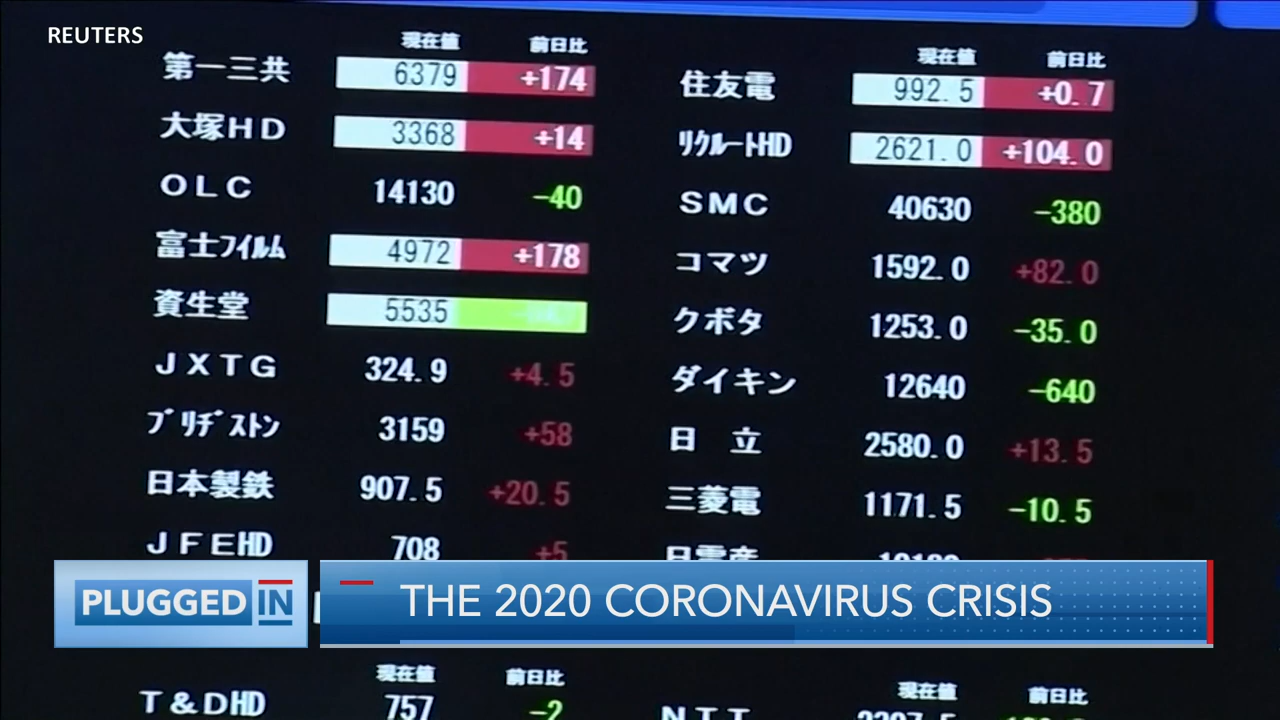 REUTERS
現在値 前日比
第一三共 6379 +174
大塚HD 3368 +14
OLC 14130 -40
富士フイルム 4972 +178
資生堂 5535
JXTG 324.9 +4.5
ブリヂストン 3159 +58
日本製鉄 907.5 +20.5
JFEHD 708 +5
現在値 前日比
住友電 992.5 +0.7
リクルートHD 2621.0 +104.0
SMC 40630 -380
コマツ 1592.0 +82.0
クボタ 1253.0 -35.0
ダイキン 12640 -640
日立 2580.0 +13.5
三菱電 1171.5 -10.5
日電産
PLUGGED IN
THE 2020 CORONAVIRUS CRISIS
現在値 前日比
T&DHD 757 -2
現在値 前日比
NTT